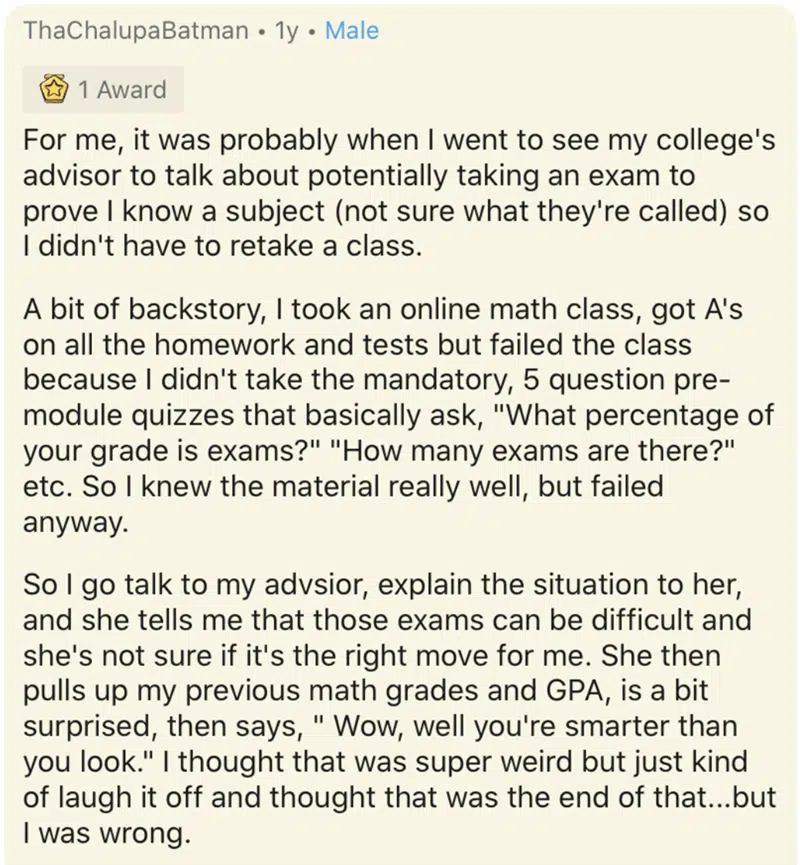 ThaChalupaBatman • 1y • Male
1 Award
For me, it was probably when I went to see my college's
advisor to talk about potentially taking an exam to
prove I know a subject (not sure what they're called) so
I didn't have to retake a class.
A bit of backstory, I took an online math class, got A's
on all the homework and tests but failed the class
because I didn't take the mandatory, 5 question pre-
module quizzes that basically ask, "What percentage of
your grade is exams?" "How many exams are there?"
etc. So I knew the material really well, but failed
anyway.
So I go talk to my advsior, explain the situation to her,
and she tells me that those exams can be difficult and
she's not sure if it's the right move for me. She then
pulls up my previous math grades and GPA, is a bit
surprised, then says, " Wow, well you're smarter than
you look." I thought that was super weird but just kind
of laugh it off and thought that was the end of that...but
I was wrong.